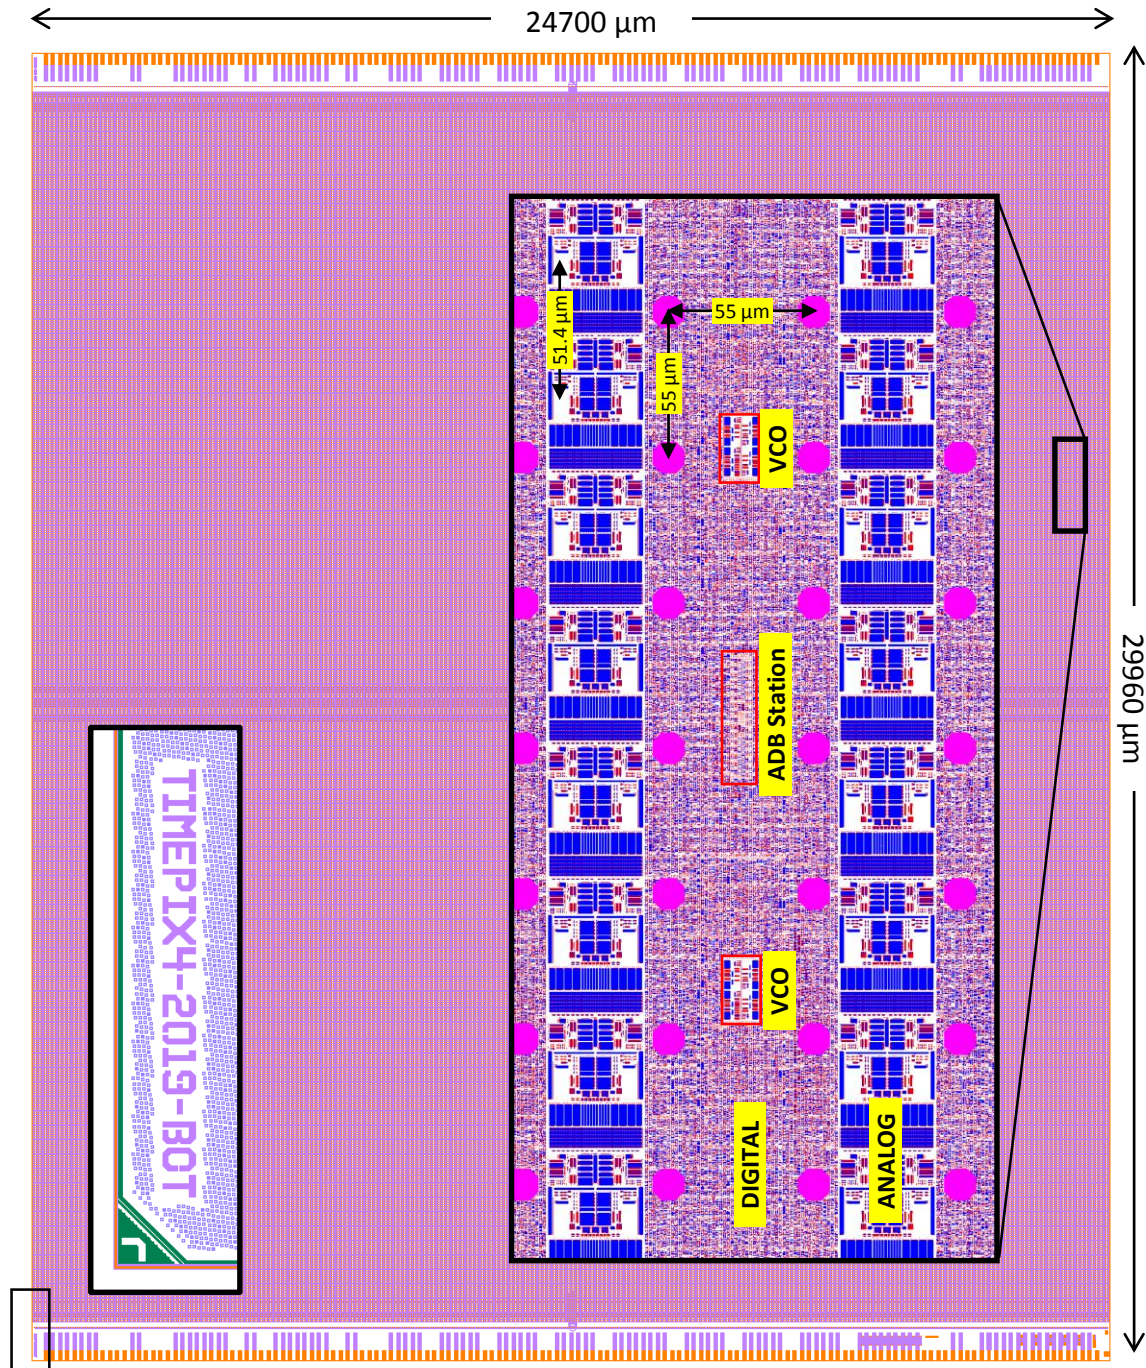 24700 µm
29960 µm
51.4 µm
55 µm
55 µm
VCO
ADB Station
VCO
DIGITAL
ANALOG
TIMEPIX4-2019-BOT